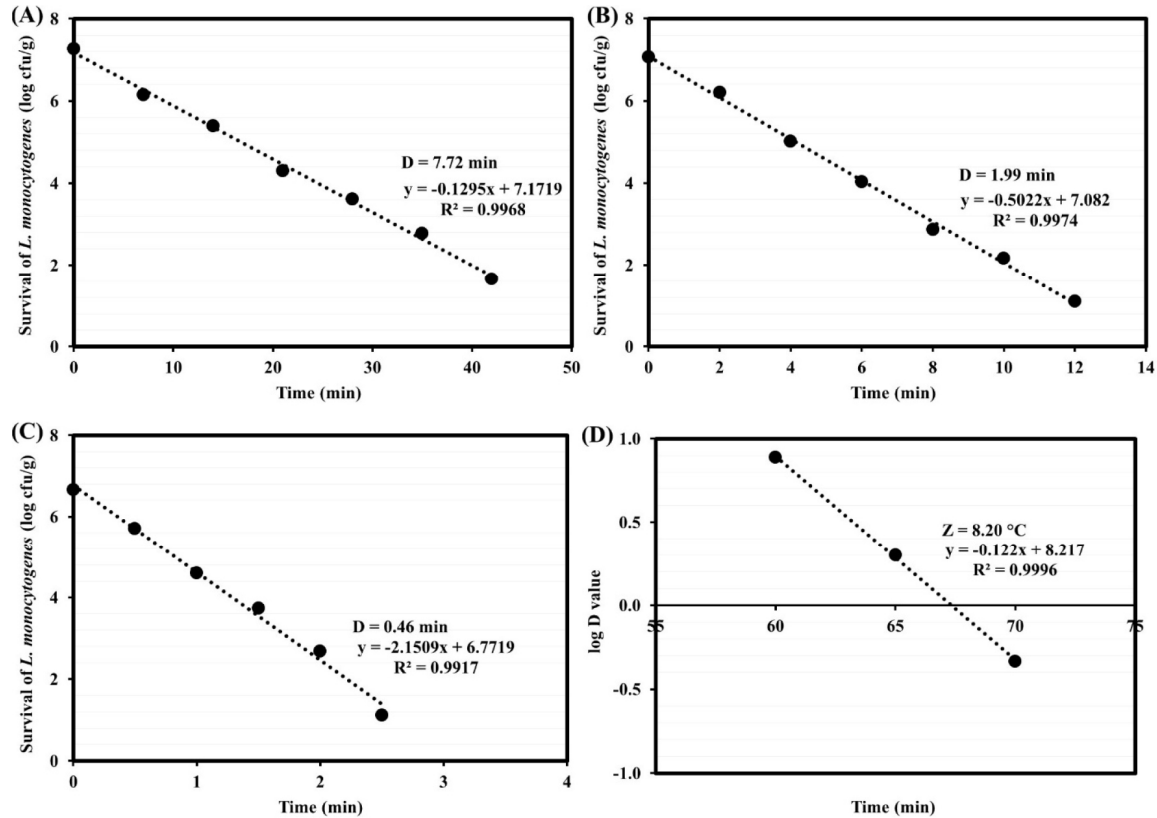 (A)
8
6
4
2
0
Survival of L. monocytogenes (log cfu/g)
D = 7.72 min
y = -0.1295x + 7.1719
R² = 0.9968
0 10 20 30 40 50
Time (min)
(B)
8
6
4
2
0
Survival of L. monocytogenes (log cfu/g)
D = 1.99 min
y = -0.5022x + 7.082
R² = 0.9974
0 2 4 6 8 10 12 14
Time (min)
(C)
8
6
4
2
0
Survival of L. monocytogenes (log cfu/g)
D = 0.46 min
y = -2.1509x + 6.7719
R² = 0.9917
0 1 2 3 4
Time (min)
(D)
1.0
0.5
0.0
-0.5
-1.0
log D value
Z = 8.20 °C
y = -0.122x + 8.217
R² = 0.9996
55 60 65 70 75
Time (min)